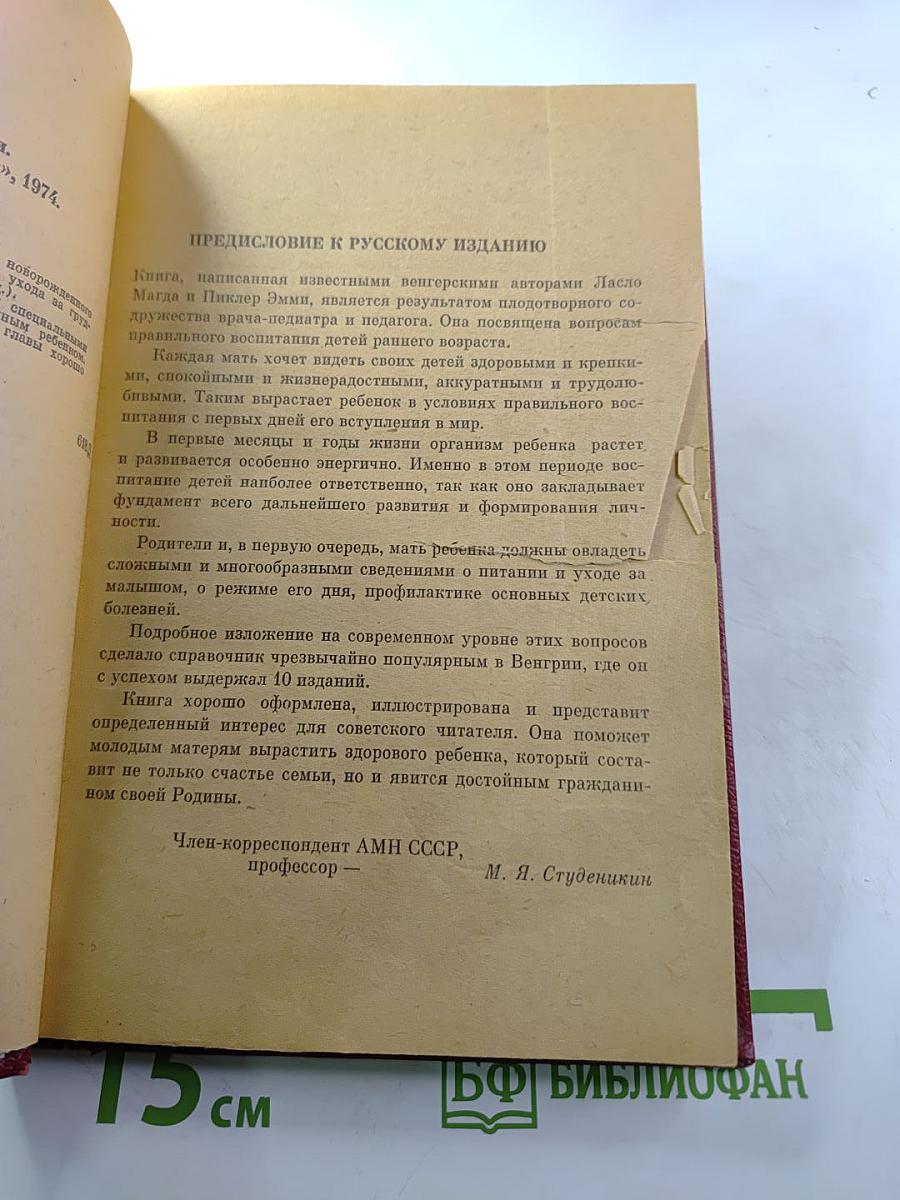 », 1974.
новорожденного
ухода за груд-
специальными
ребенком,
главы хорошо
ПРЕДИСЛОВИЕ К РУССКОМУ ИЗДАНИЮ
Книга, написанная известными венгерскими авторами Ласло
Магда и Пиклер Эмми, является результатом плодотворного со-
дружества врача-педиатра и педагога. Она посвящена вопросам
правильного воспитания детей раннего возраста.
Каждая мать хочет видеть своих детей здоровыми и крепки-
ми, спокойными и жизнерадостными, аккуратными и трудолю-
бивыми. Таким вырастает ребенок в условиях правильного вос-
питания с первых дней его вступления в мир.
В первые месяцы и годы жизни организм ребенка растет
и развивается особенно энергично. Именно в этом периоде вос-
питание детей наиболее ответственно, так как оно закладывает
фундамент всего дальнейшего развития и формирования лич-
ности.
Родители и, в первую очередь, мать ребенка должны овладеть
сложными и многообразными сведениями о питании и уходе за
малышом, о режиме его дня, профилактике основных детских
болезней.
Подробное изложение на современном уровне этих вопросов
сделало справочник чрезвычайно популярным в Венгрии, где он
с успехом выдержал 10 изданий.
Книга хорошо оформлена, иллюстрирована и представит
определенный интерес для советского читателя. Она поможет
молодым матерям вырастить здорового ребенка, который соста-
вит не только счастье семьи, но и явится достойным граждани-
ном своей Родины.
Член-корреспондент АМН СССР,
профессор — М. Я. Студеникин
15 см
БФ БИБЛИОФАН